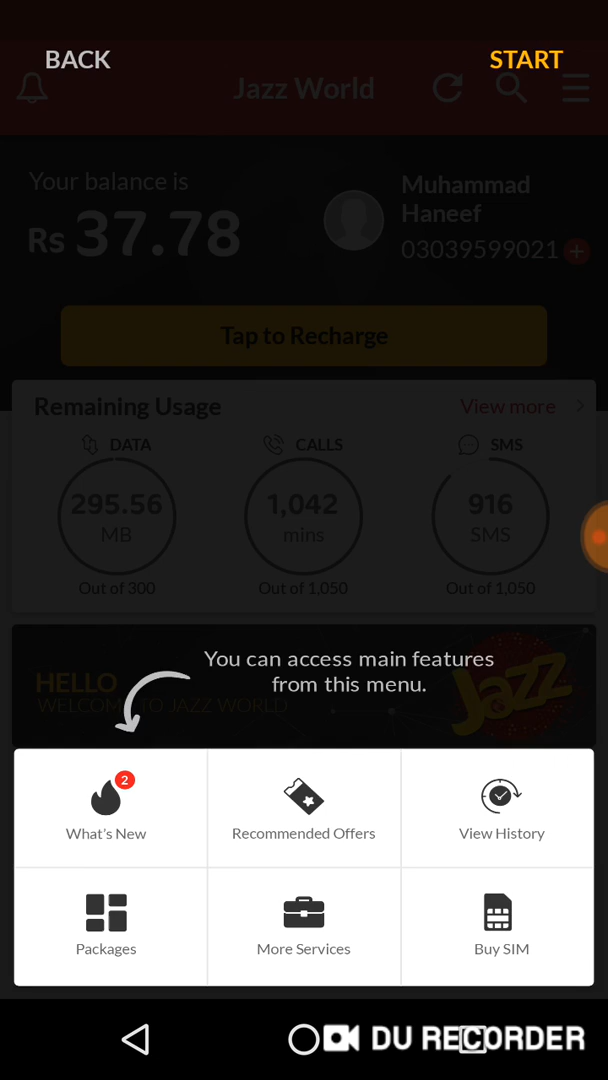 BACK
START
Jazz World
Your balance is
Rs 37.78
Muhammad
Haneef
03039599021
Tap to Recharge
Remaining Usage
View more
DATA
CALLS
SMS
295.56
MB
1,042
mins
916
SMS
Out of 300
Out of 1,050
Out of 1,050
You can access main features
from this menu.
HELLO
WELCOME TO JAZZ WORLD
Jazz
2
What's New
Recommended Offers
View History
Packages
More Services
Buy SIM
DU RECORDER